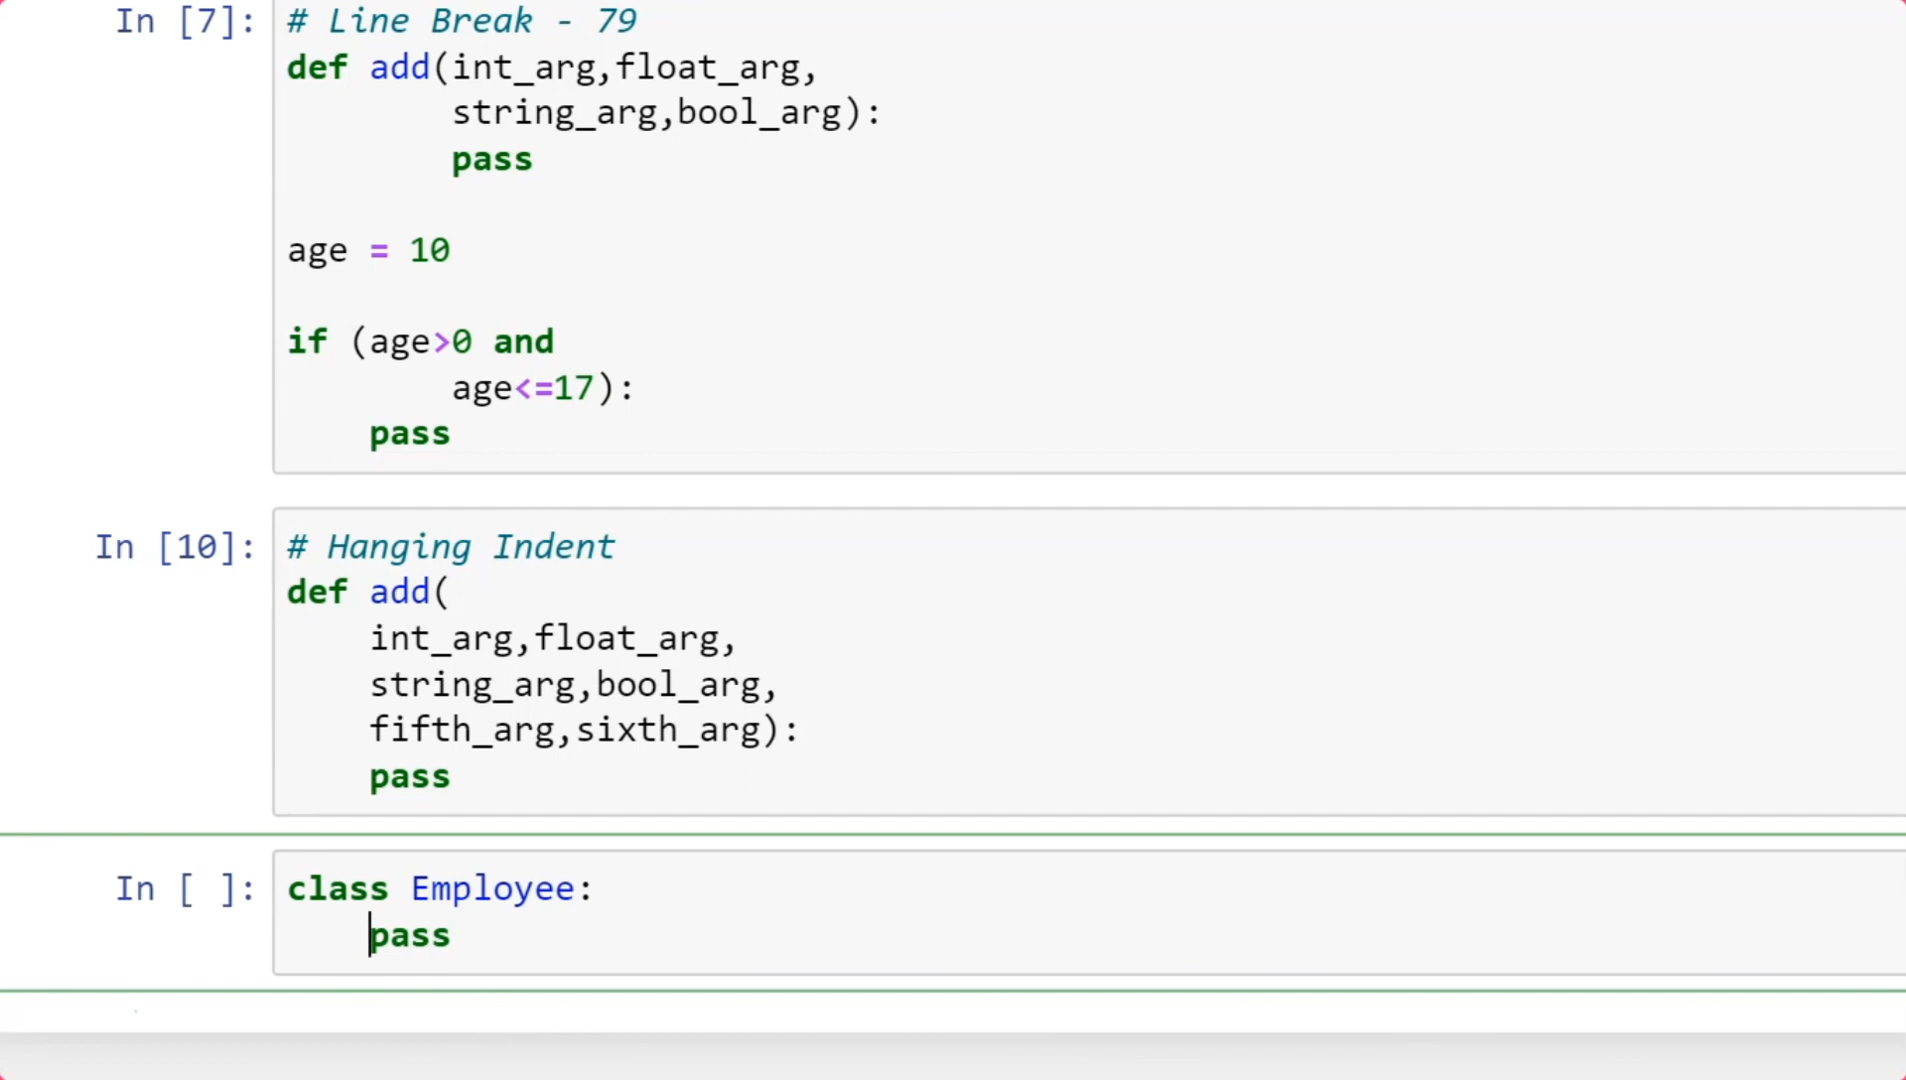 In [7]: # Line Break - 79
def add(int_arg,float_arg,
        string_arg,bool_arg):
        pass

age = 10

if (age>0 and
        age<=17):
    pass

In [10]: # Hanging Indent
def add(
    int_arg,float_arg,
    string_arg,bool_arg,
    fifth_arg,sixth_arg):
    pass

In [ ]: class Employee:
    pass